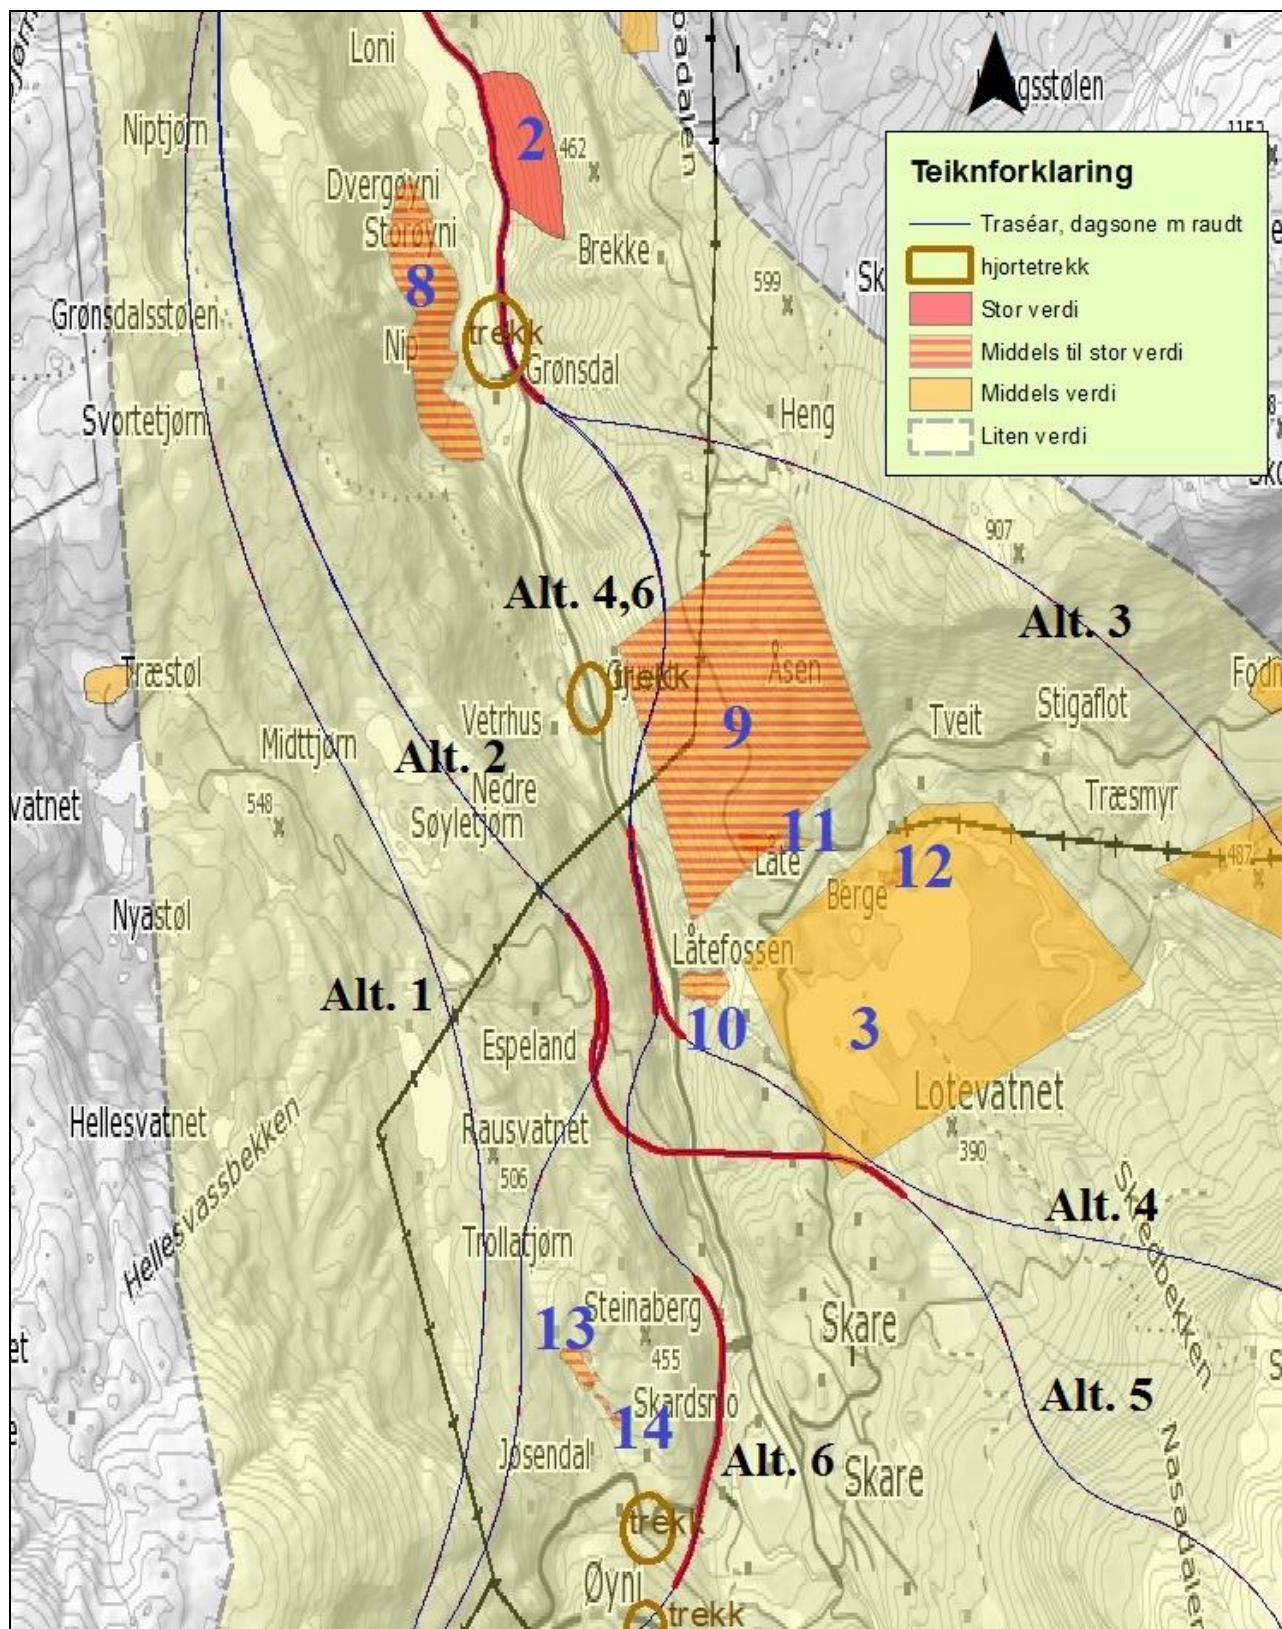 Loni
Niptjørn
Dvergøyni
Storøyni
2
462
Brekke
599
8
Nip
trekk
Grønsdal
Grønsdalsstølen
Svortetjørn
Heng
907
Teiknforklaring
Traséar, dagsone m raudt
hjortetrekk
Stor verdi
Middels til stor verdi
Middels verdi
Liten verdi
1152
Alt. 4,6
Alt. 3
Træstøl
trekk
Åsen
Vetrhus
9
Tveit
Stigaflot
Midttjørn
Alt. 2
Nedre
Søyletjørn
548
Træsmyr
11
Låte
12
Berge
487
Nyastøl
Låtefossen
Alt. 1
10
3
Espeland
Lotevatnet
390
Hellesvatnet
Hellesvassbekken
Rausvatnet
506
Alt. 4
Skredbekken
Trollatjørn
Steinaberg
13
455
Skare
Skardsmo
14
Alt. 5
Jøsendal
Alt. 6
Skare
Nasadalen
trekk
Øyni
trekk